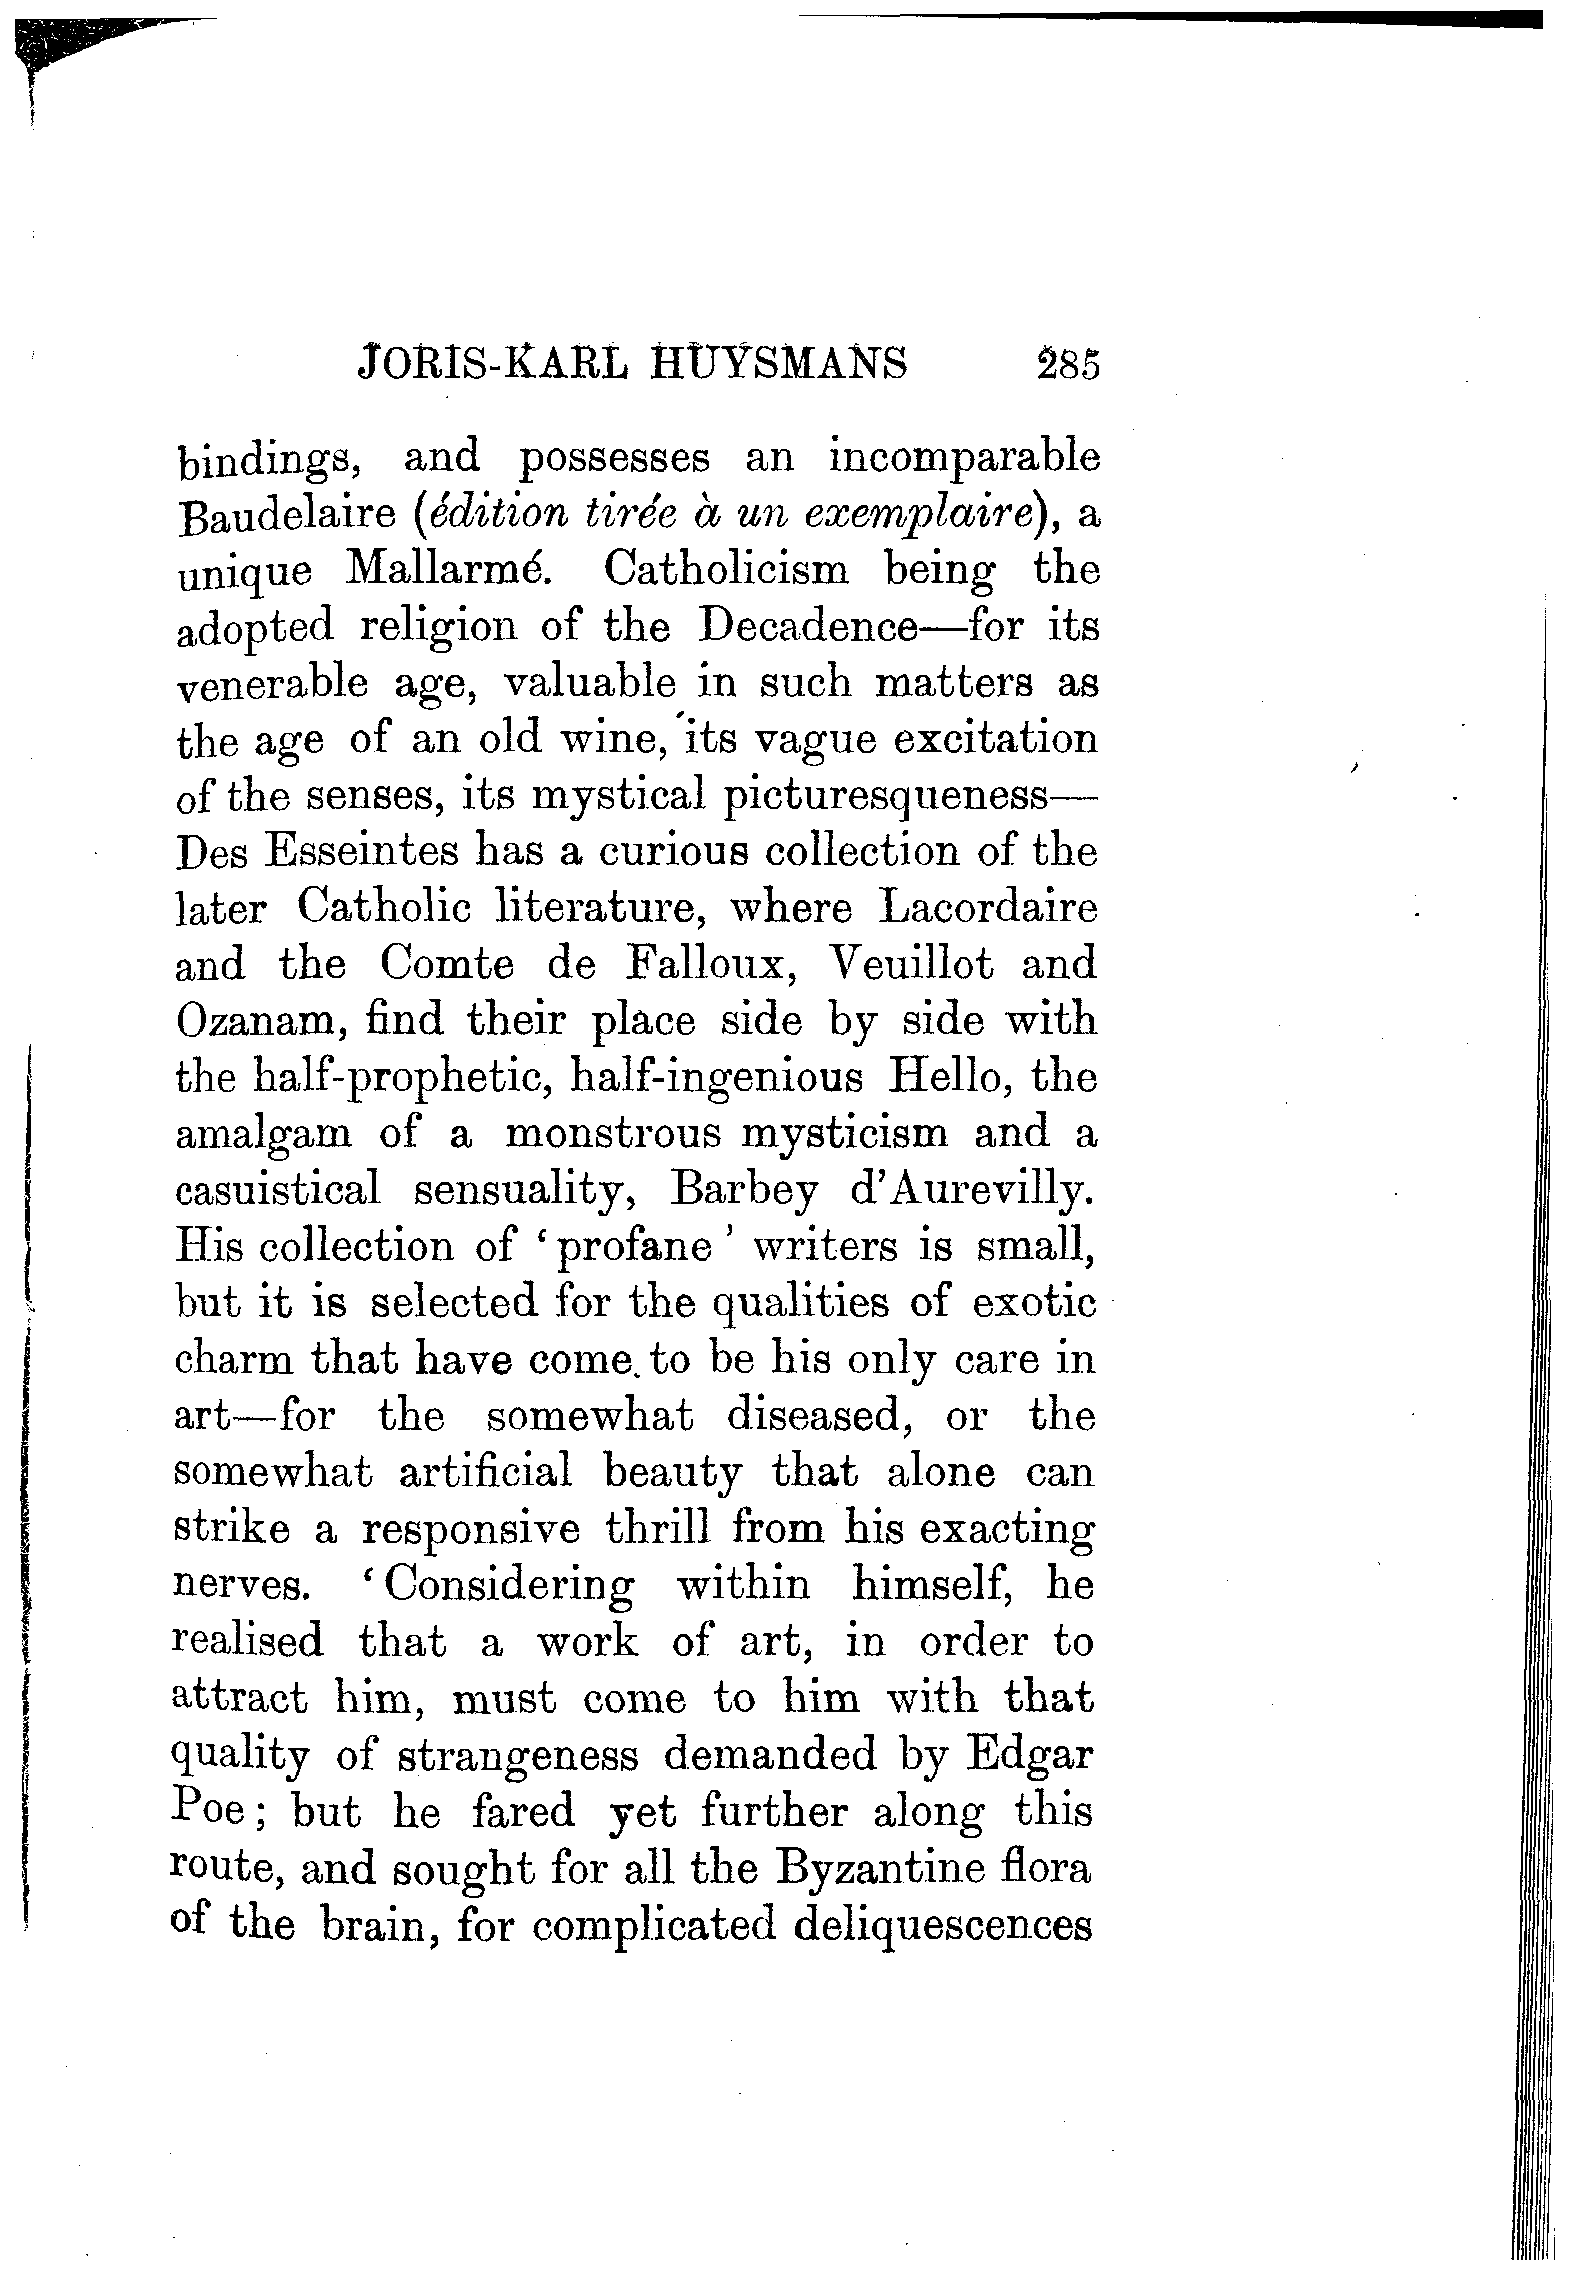 JORIS-KARL HUYSMANS 285
bindings, and possesses an incomparable
Baudelaire (édition tirée à un exemplaire), a
unique Mallarmé. Catholicism being the
adopted religion of the Decadence—for its
venerable age, valuable in such matters as
the age of an old wine, its vague excitation
of the senses, its mystical picturesqueness—
Des Esseintes has a curious collection of the
later Catholic literature, where Lacordaire
and the Comte de Falloux, Veuillot and
Ozanam, find their place side by side with
the half-prophetic, half-ingenious Hello, the
amalgam of a monstrous mysticism and a
casuistical sensuality, Barbey d'Aurevilly.
His collection of ‘profane’ writers is small,
but it is selected for the qualities of exotic
charm that have come to be his only care in
art—for the somewhat diseased, or the
somewhat artificial beauty that alone can
strike a responsive thrill from his exacting
nerves. ‘Considering within himself, he
realised that a work of art, in order to
attract him, must come to him with that
quality of strangeness demanded by Edgar
Poe; but he fared yet further along this
route, and sought for all the Byzantine flora
of the brain, for complicated deliquescences